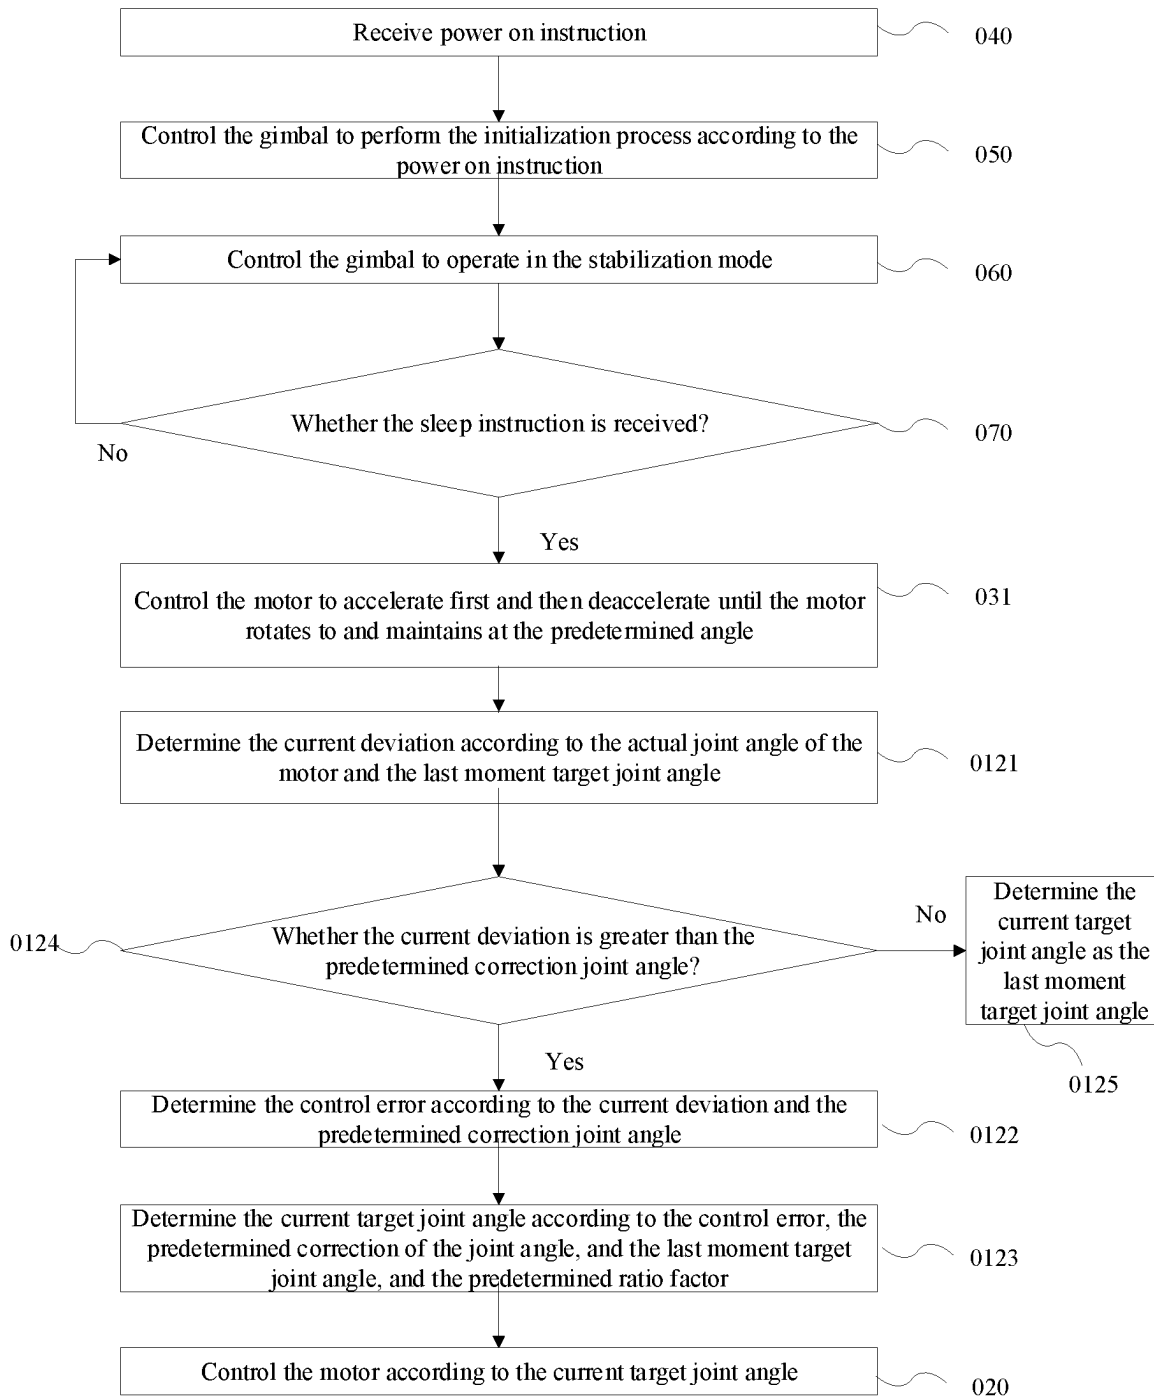 Receive power on instruction
040
Control the gimbal to perform the initialization process according to the
power on instruction
050
Control the gimbal to operate in the stabilization mode
060
Whether the sleep instruction is received?
070
No
Yes
Control the motor to accelerate first and then deaccelerate until the motor
rotates to and maintains at the predetermined angle
031
Determine the current deviation according to the actual joint angle of the
motor and the last moment target joint angle
0121
0124
Whether the current deviation is greater than the
predetermined correction joint angle?
No
Determine the
current target
joint angle as the
last moment
target joint angle
0125
Yes
Determine the control error according to the current deviation and the
predetermined correction joint angle
0122
Determine the current target joint angle according to the control error, the
predetermined correction of the joint angle, and the last moment target
joint angle, and the predetermined ratio factor
0123
Control the motor according to the current target joint angle
020